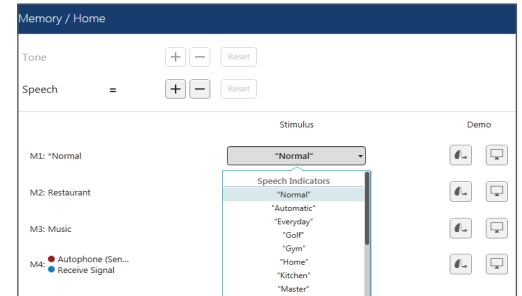 Memory / Home
Tone + − Reset
Speech = + − Reset
Stimulus Demo
M1: *Normal "Normal"
Speech Indicators
"Normal"
M2: Restaurant
"Automatic"
"Everyday"
"Golf"
M3: Music
"Gym"
"Home"
M4: Autophone (Sen...
Receive Signal
"Kitchen"
"Master"